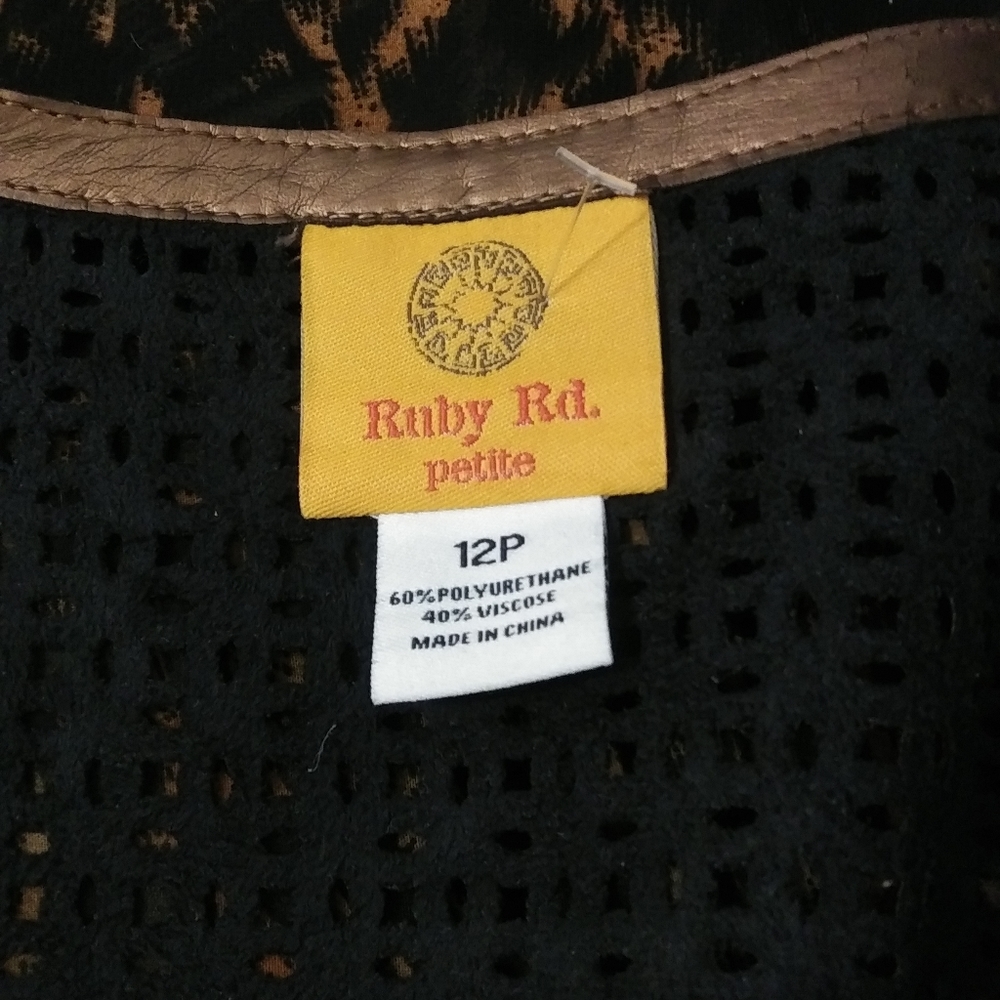 Ruby Rd.
petite
12P
60%POLYURETHANE
40% VISCOSE
MADE IN CHINA